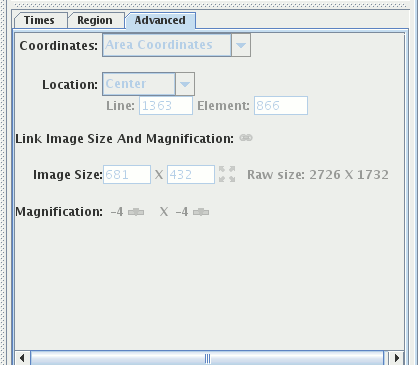 Times Region Advanced
Coordinates: Area Coordinates
Location: Center
Line: 1363 Element: 866
Link Image Size And Magnification:
Image Size: 681 X 432 Raw size: 2726 X 1732
Magnification: -4 X -4